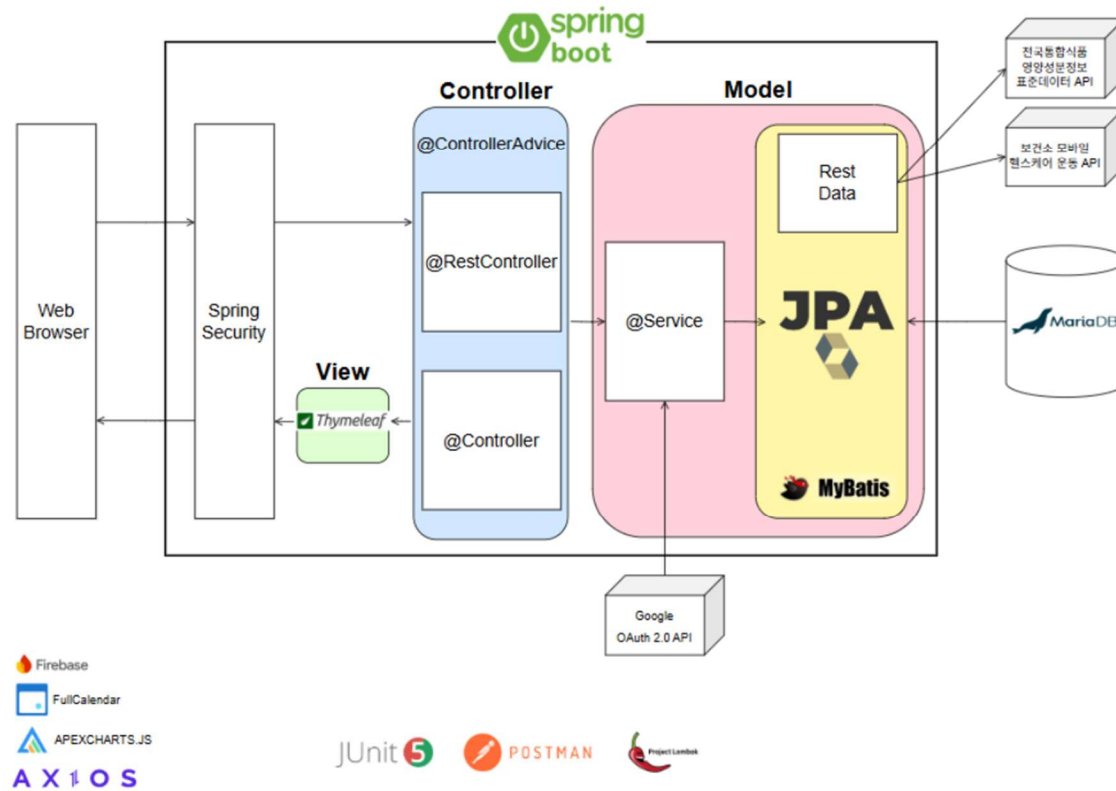 spring
boot
Controller
Model
전국통합식품
영양성분정보
표준데이터 API
@ControllerAdvice
보건소 모바일
헬스케어 운동 API
Rest
Data
@RestController
Web
Browser
Spring
Security
@Service
JPA
MariaDB
View
Thymeleaf
@Controller
MyBatis
Google
OAuth 2.0 API
Firebase
FullCalendar
APEXCHARTS.JS
AXIOS
JUnit 5
POSTMAN
Project Lombok